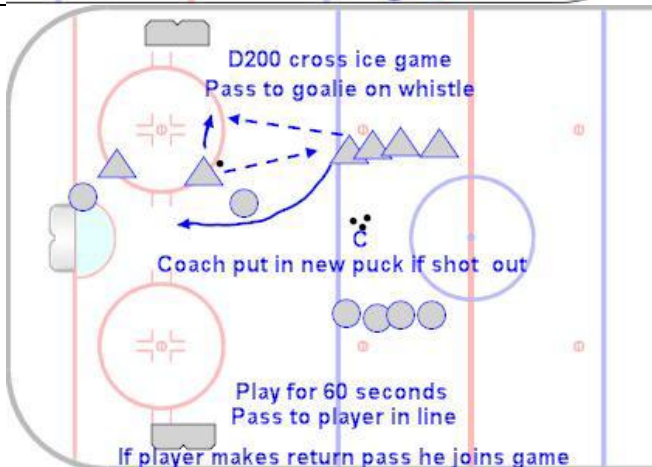 D200 cross ice game
Pass to goalie on whistle
C
Coach put in new puck if shot out
Play for 60 seconds
Pass to player in line
If player makes return pass he joins game